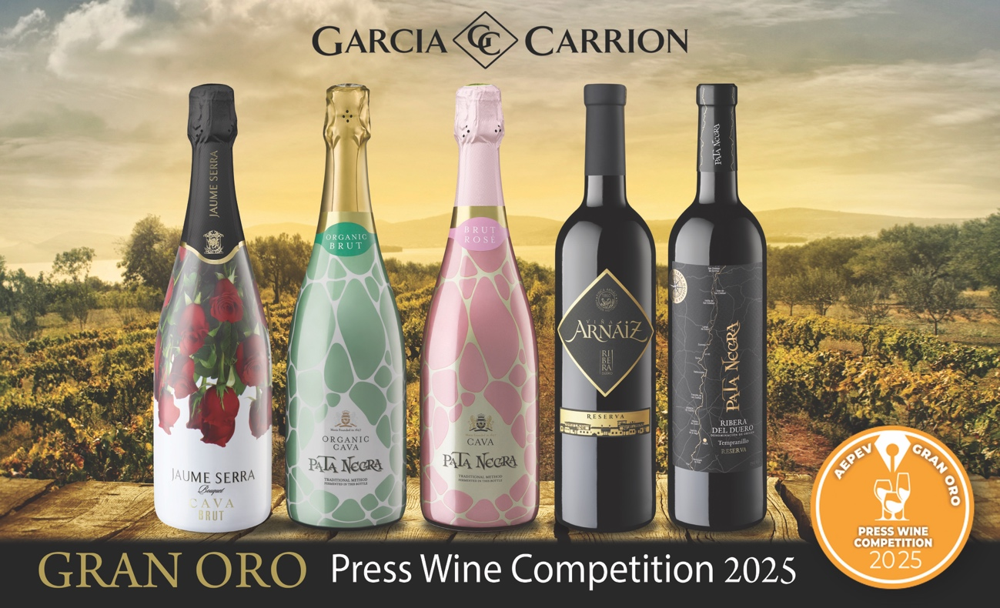 GARCIA GC CARRION
JAUME SERRA
JAUME SERRA
Bouquet
CAVA
BRUT
ORGANIC
BRUT
ORGANIC
CAVA
PATA NEGRA
TRADITIONAL METHOD
FERMENTED IN THIS BOTTLE
BRUT
ROSÉ
CAVA
PATA NEGRA
TRADITIONAL METHOD
FERMENTED IN THIS BOTTLE
VIÑA
ARNÁIZ
RI
BE
RA
RESERVA
PATA NEGRA
PATA NEGRA
RIBERA
DEL DUERO
DENOMINACIÓN DE ORIGEN
Tempranillo
RESERVA
AEPEV GRAN ORO
PRESS WINE
COMPETITION
2025
GRAN ORO Press Wine Competition 2025